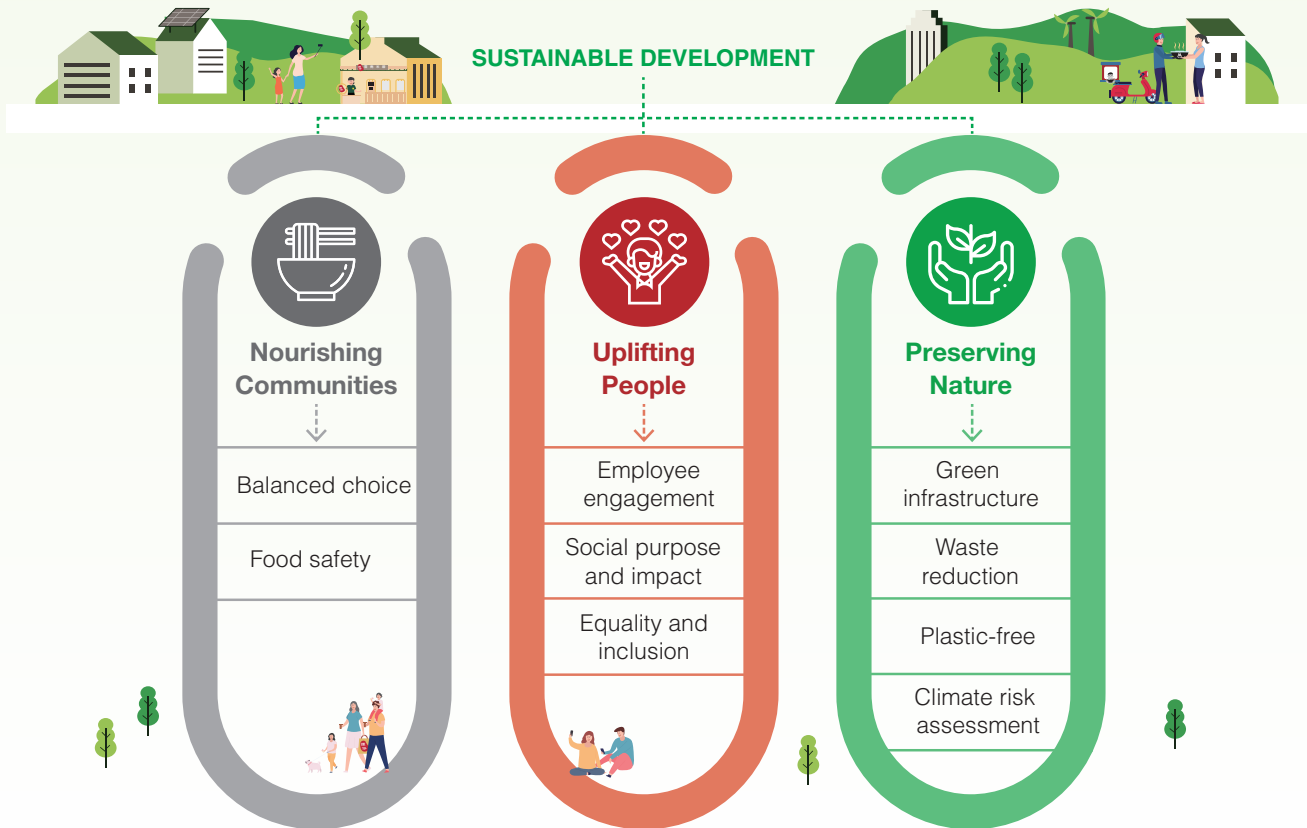 SUSTAINABLE DEVELOPMENT
Nourishing
Communities
Balanced choice
Food safety
Uplifting
People
Employee
engagement
Social purpose
and impact
Equality and
inclusion
Preserving
Nature
Green
infrastructure
Waste
reduction
Plastic-free
Climate risk
assessment